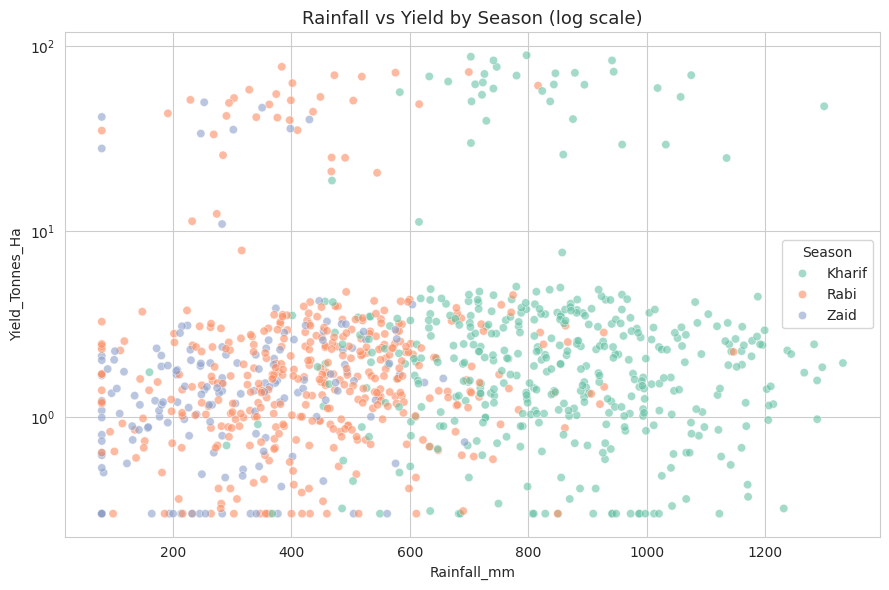 Rainfall vs Yield by Season (log scale)
Yield_Tonnes_Ha
10²
10¹
10⁰
Season
Kharif
Rabi
Zaid
200 400 600 800 1000 1200
Rainfall_mm